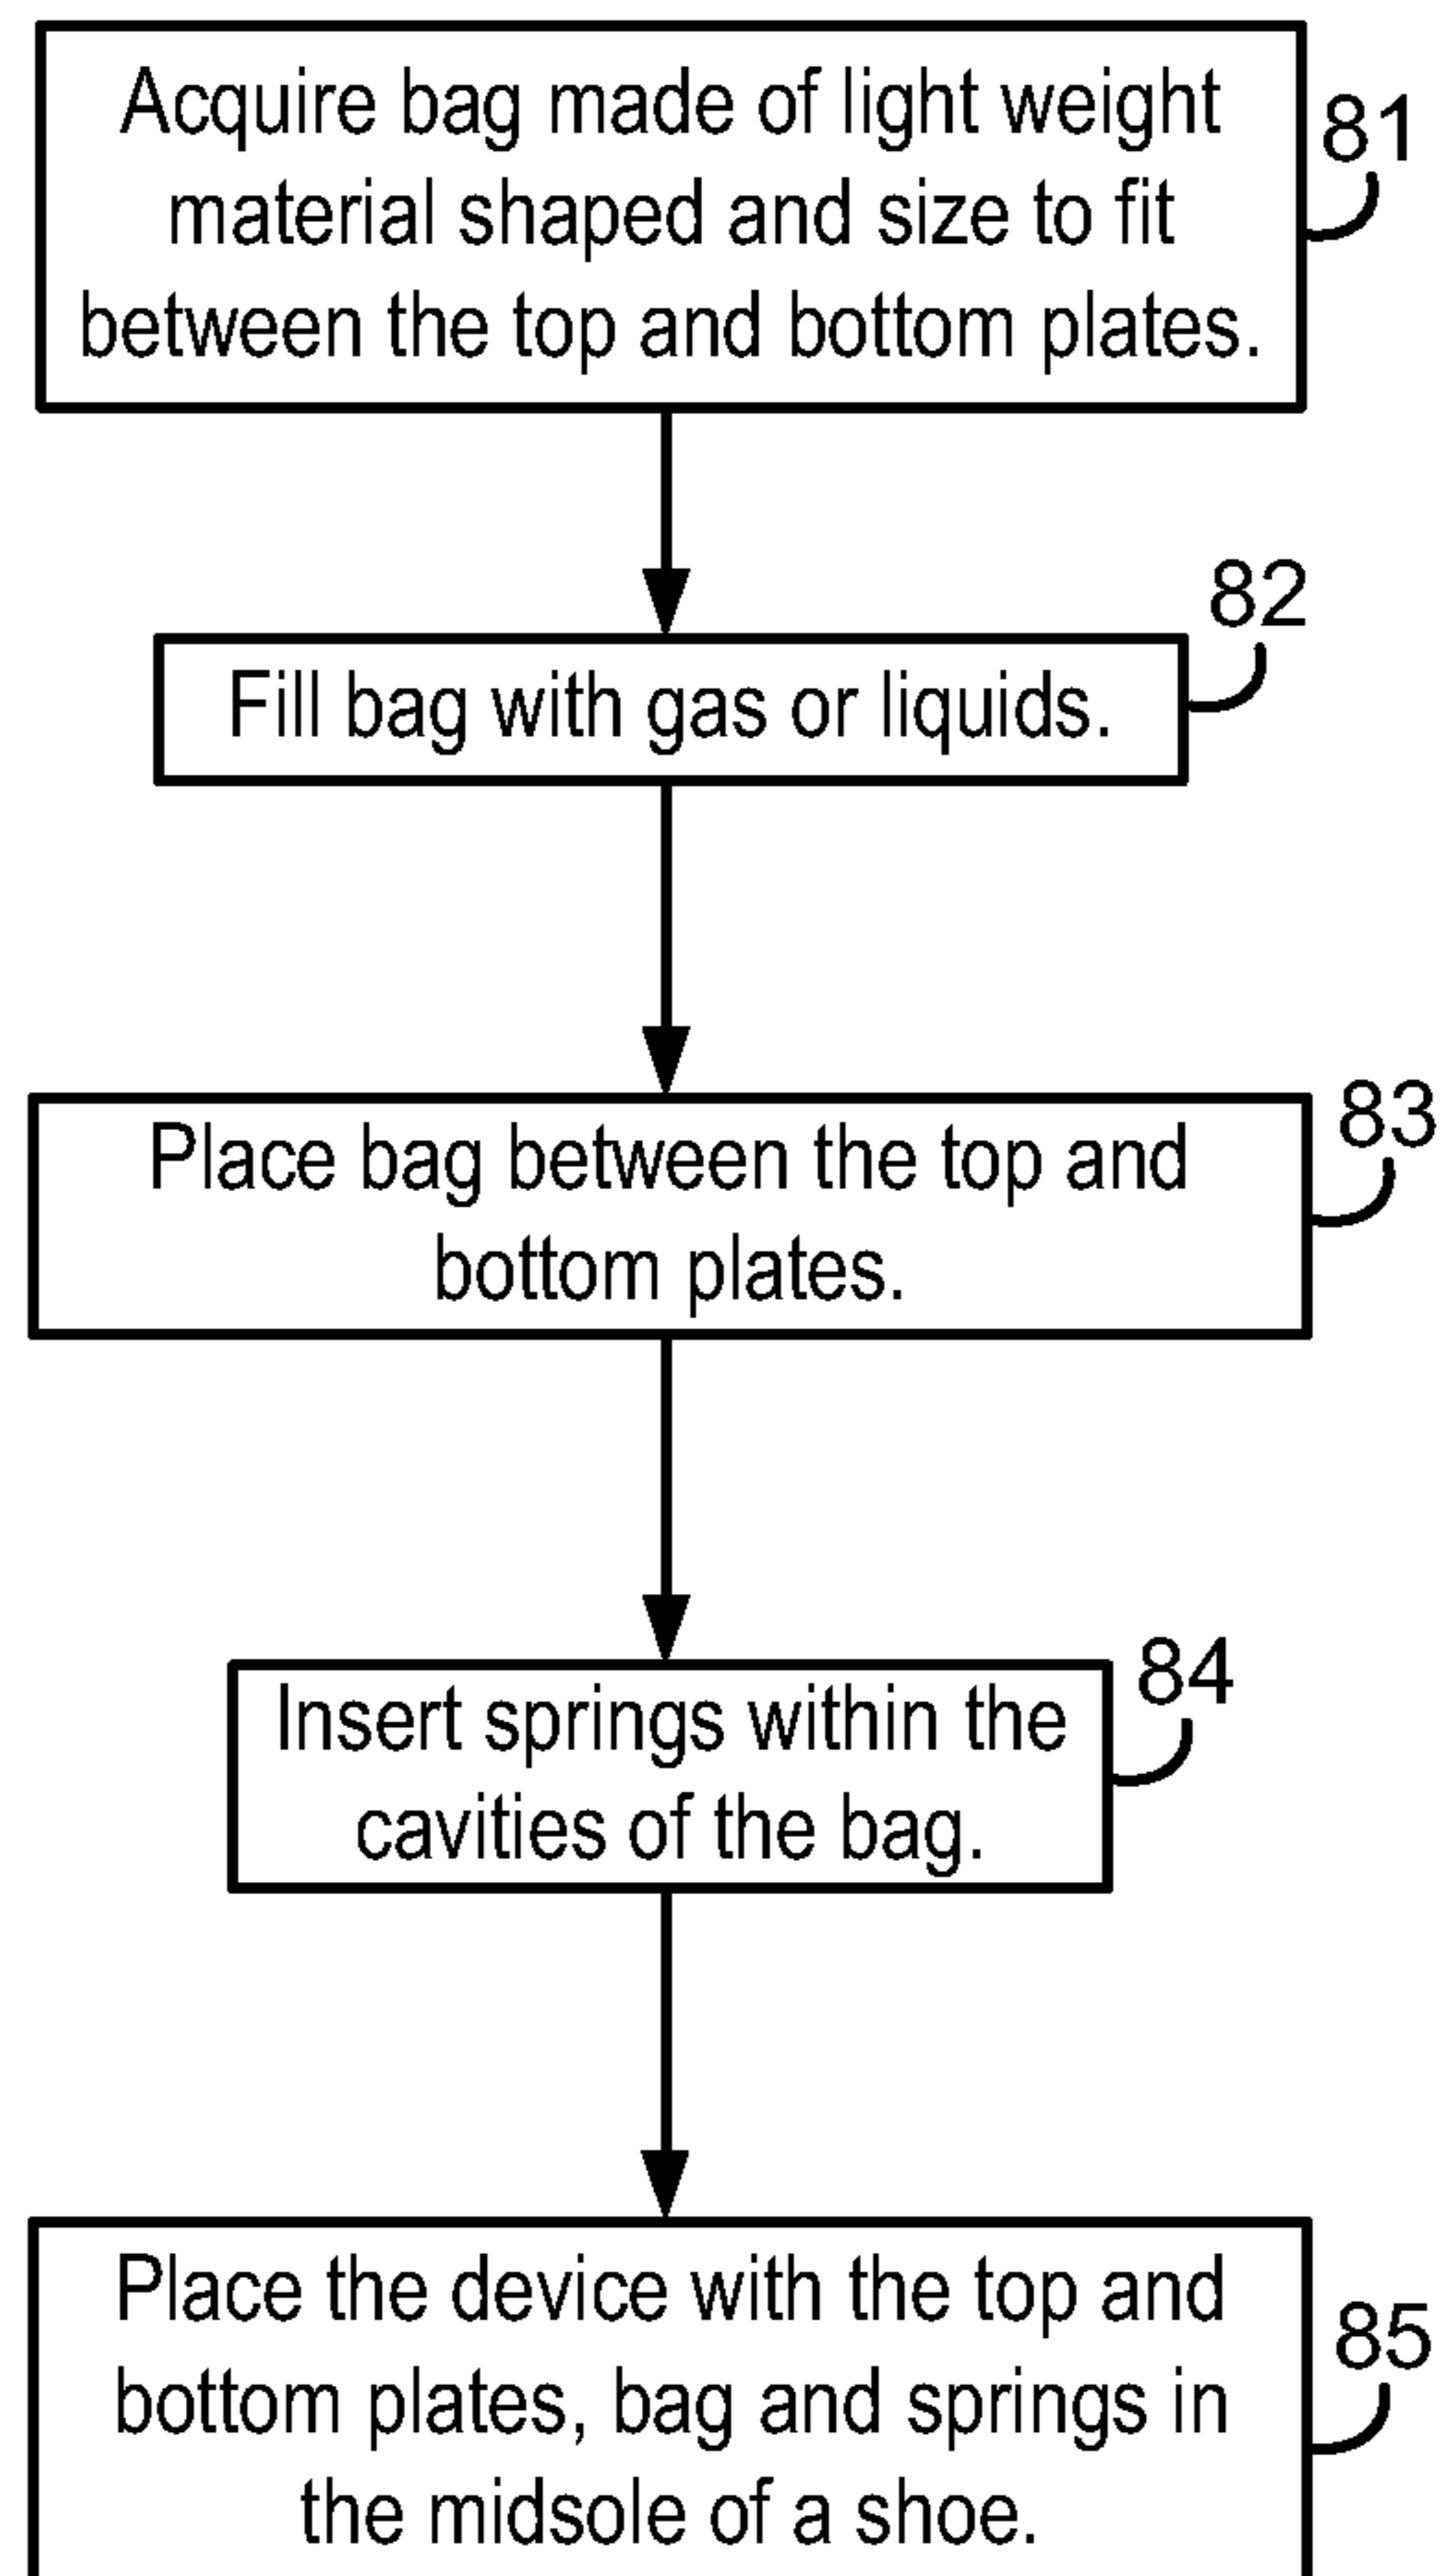 Acquire bag made of light weight
material shaped and size to fit
between the top and bottom plates.
81
Fill bag with gas or liquids.
82
Place bag between the top and
bottom plates.
83
Insert springs within the
cavities of the bag.
84
Place the device with the top and
bottom plates, bag and springs in
the midsole of a shoe.
85